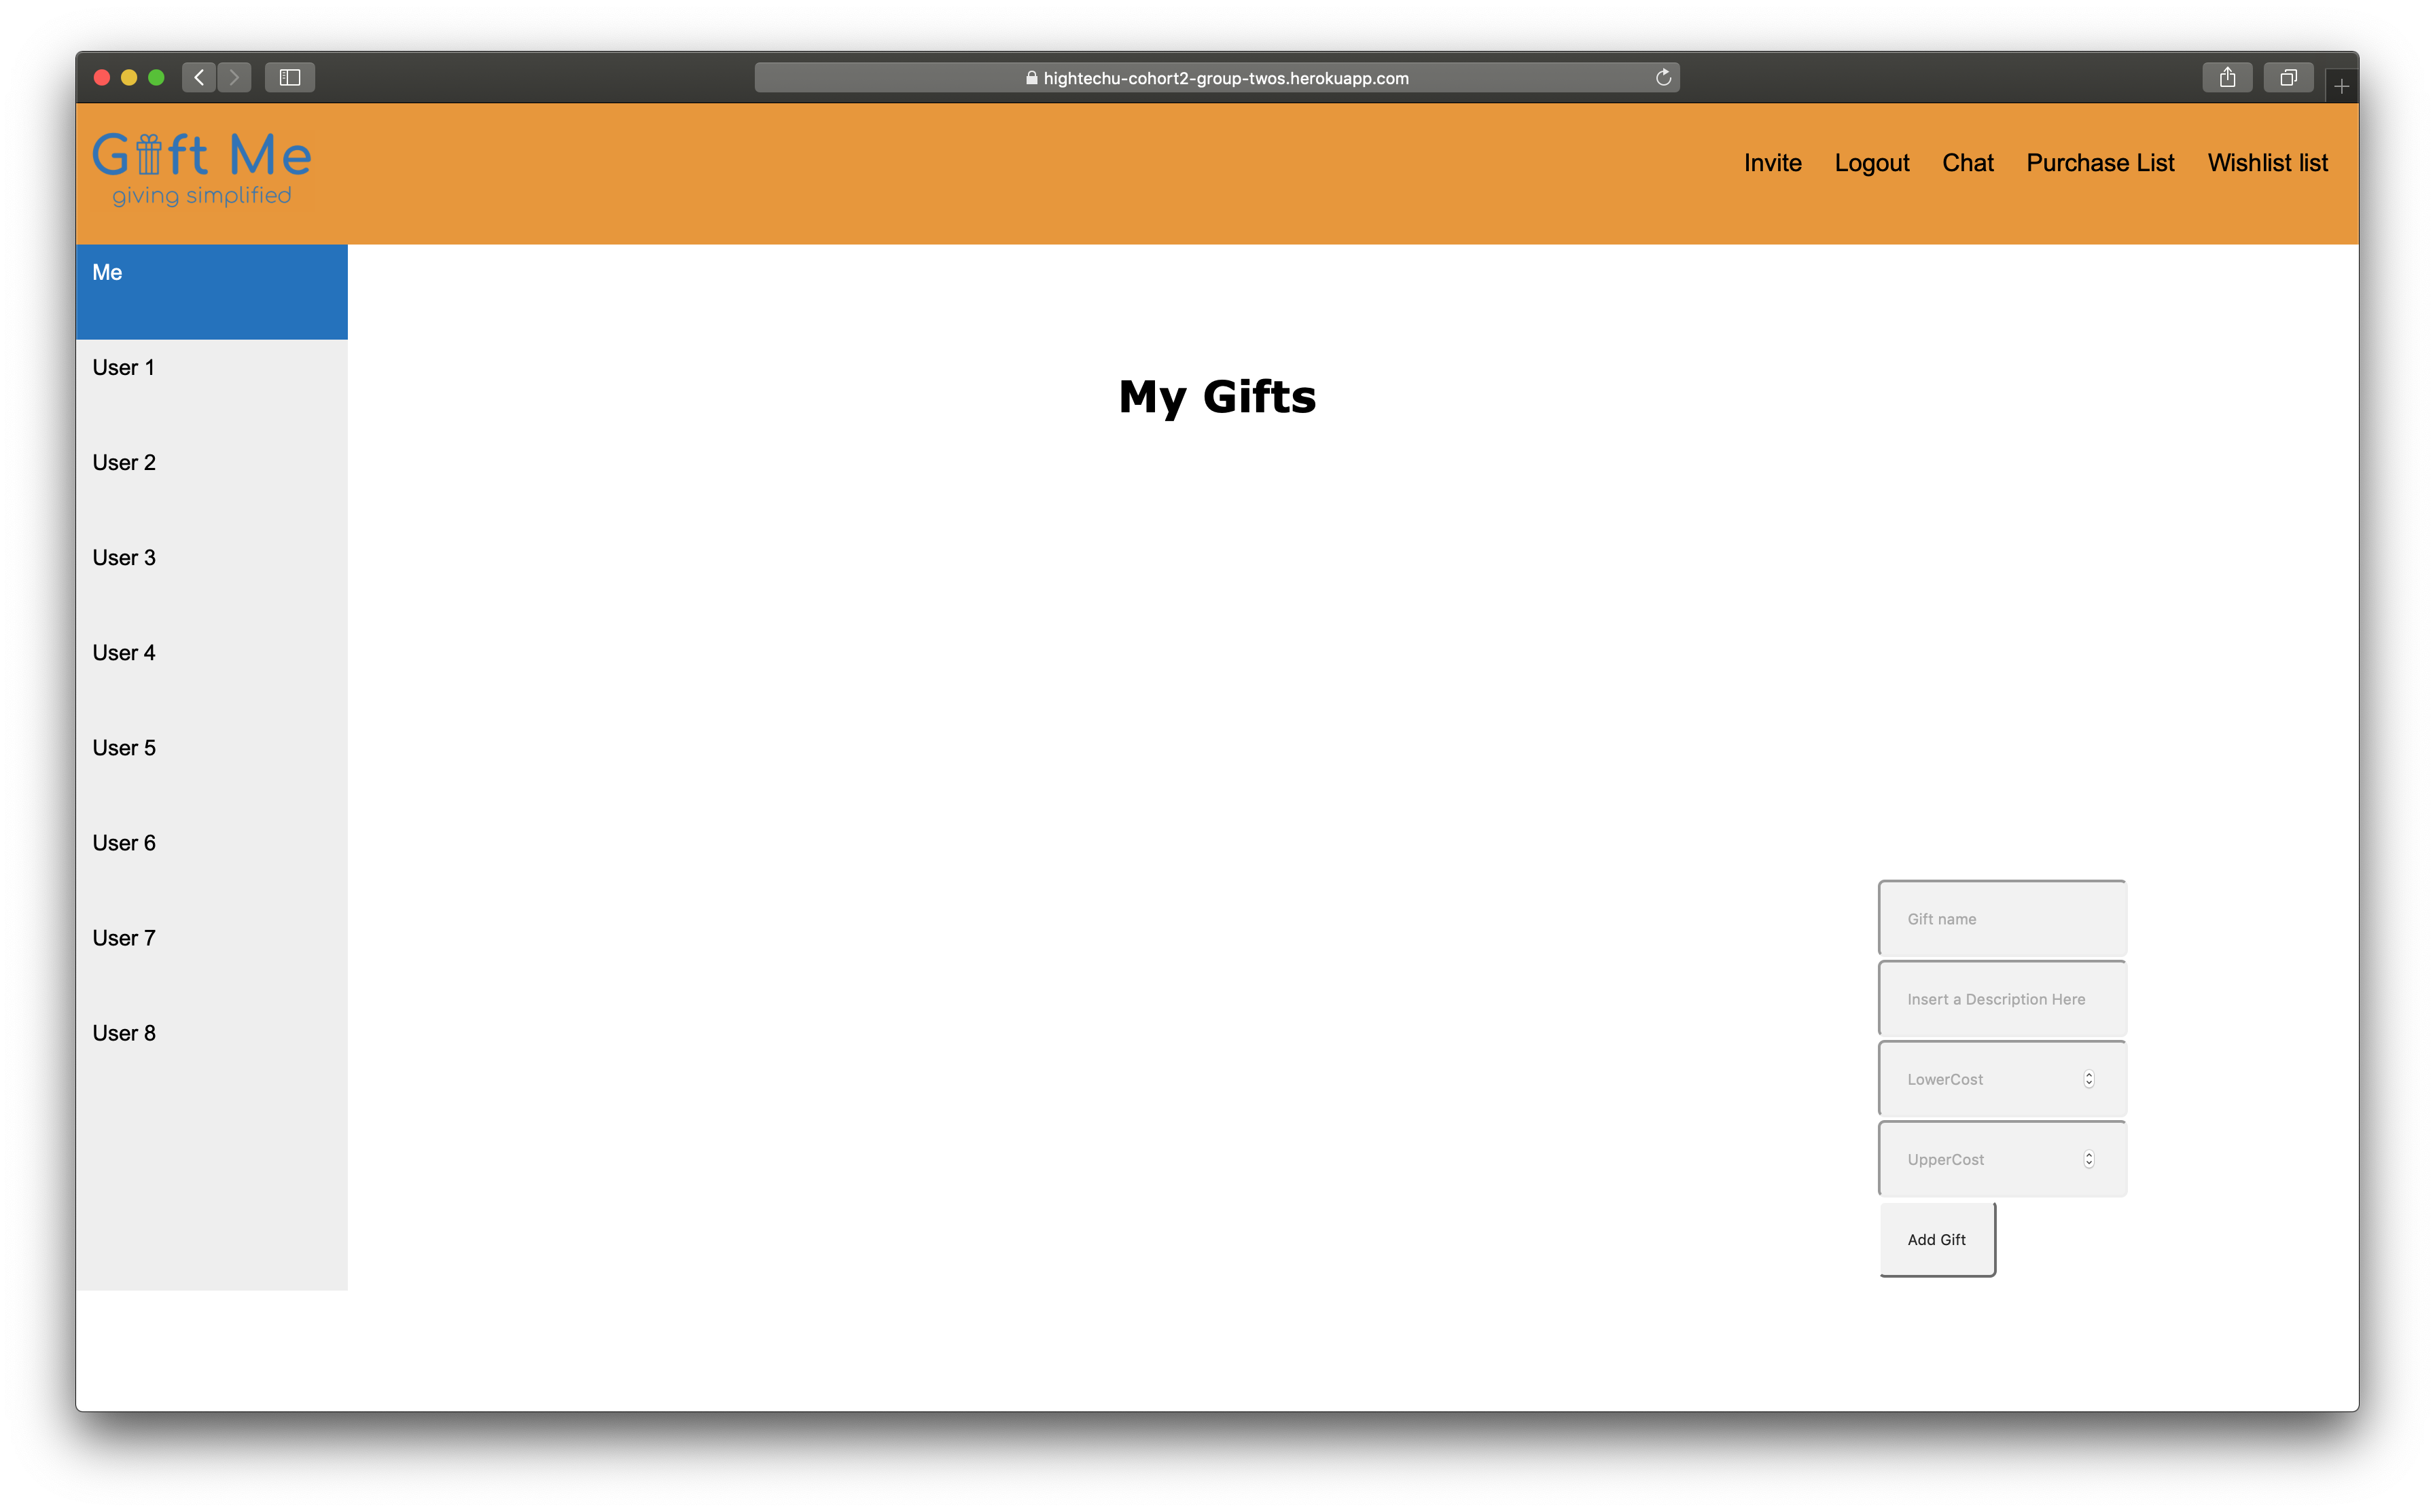 hightechu-cohort2-group-twos.herokuapp.com
Gift Me
giving simplified
Invite Logout Chat Purchase List Wishlist list
Me
User 1
User 2
User 3
User 4
User 5
User 6
User 7
User 8
My Gifts
Gift name
Insert a Description Here
LowerCost
UpperCost
Add Gift